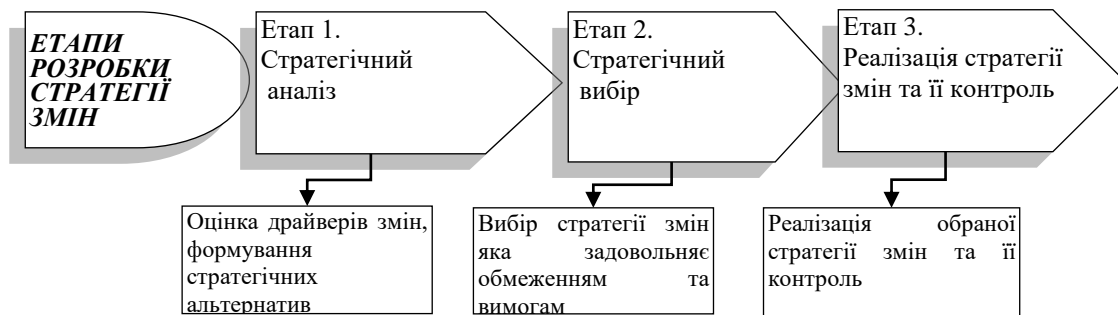 ЕТАПИ
РОЗРОБКИ
СТРАТЕГІЇ
ЗМІН
Етап 1.
Стратегічний
аналіз
Етап 2.
Стратегічний
вибір
Етап 3.
Реалізація стратегії
змін та її контроль
Оцінка драйверів змін,
формування
стратегічних
альтернатив
Вибір стратегії змін
яка задовольняє
обмеженням та
вимогам
Реалізація обраної
стратегії змін та її
контроль